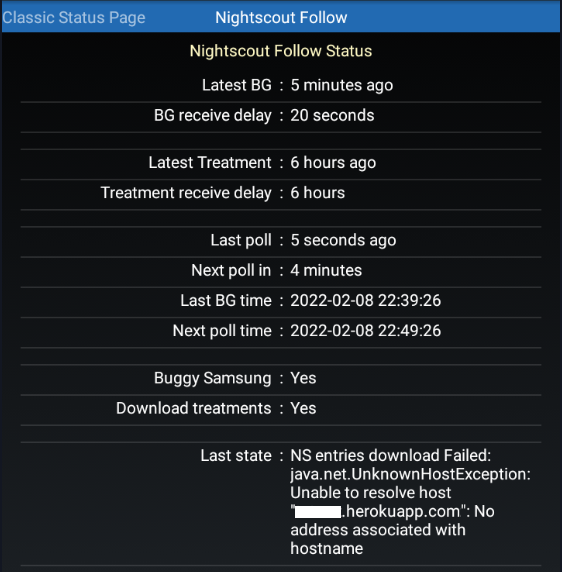 Classic Status Page Nightscout Follow
Nightscout Follow Status
Latest BG : 5 minutes ago
BG receive delay : 20 seconds
Latest Treatment : 6 hours ago
Treatment receive delay : 6 hours
Last poll : 5 seconds ago
Next poll in : 4 minutes
Last BG time : 2022-02-08 22:39:26
Next poll time : 2022-02-08 22:49:26
Buggy Samsung : Yes
Download treatments : Yes
Last state : NS entries download Failed:
java.net.UnknownHostException:
Unable to resolve host
" .herokuapp.com": No
address associated with
hostname